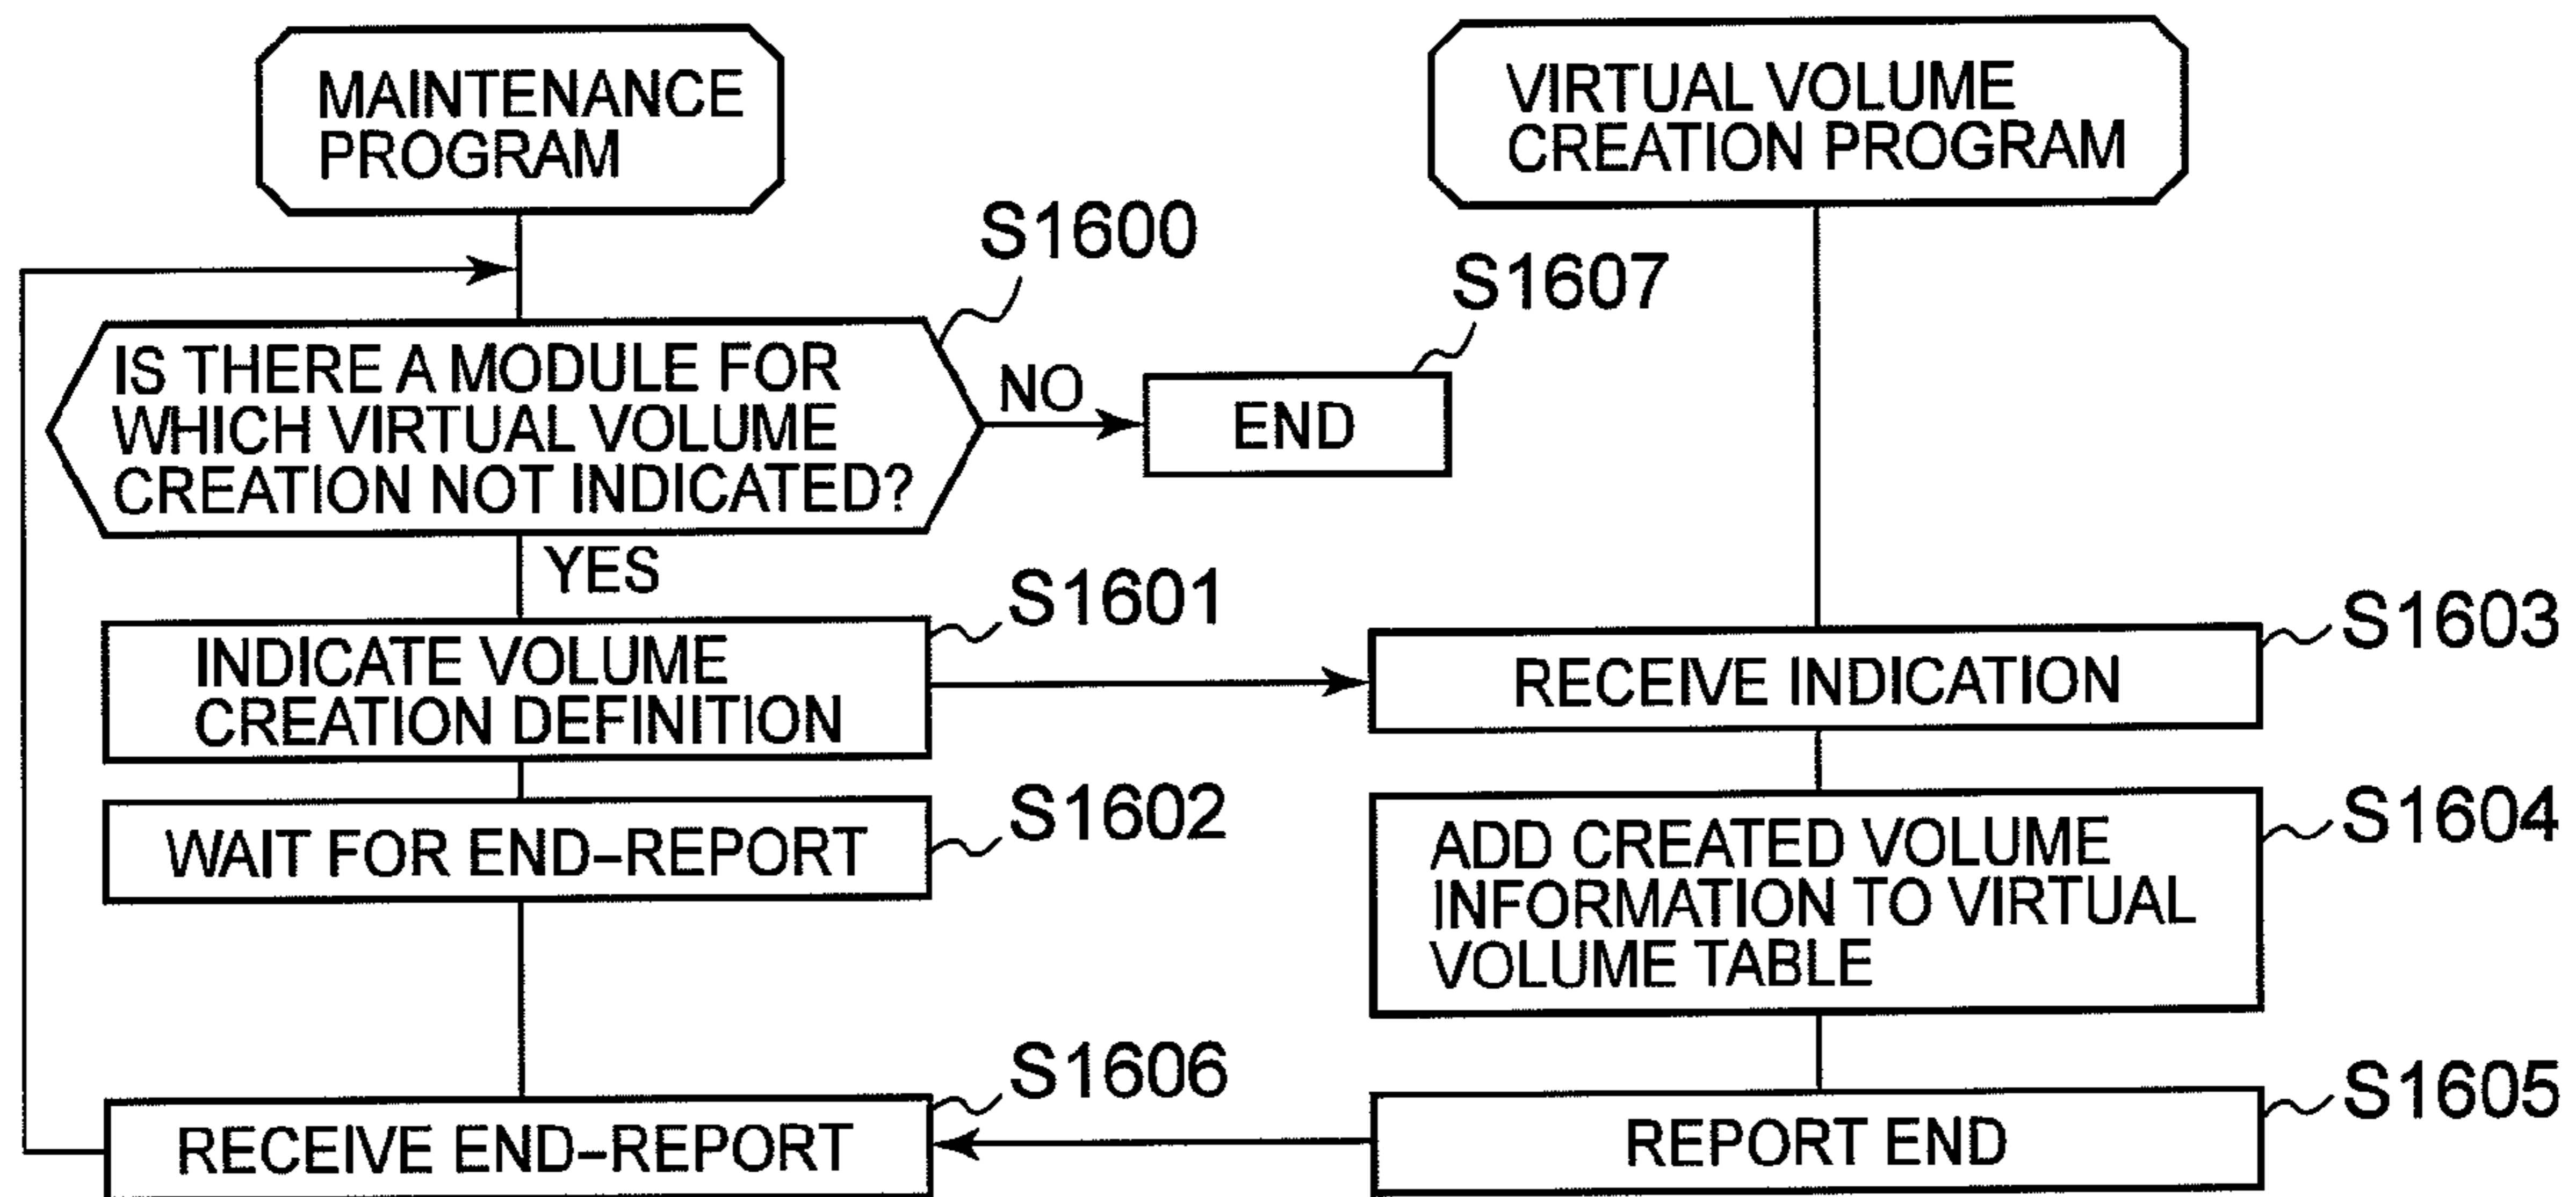 MAINTENANCE
PROGRAM
VIRTUAL VOLUME
CREATION PROGRAM
S1600
S1607
IS THERE A MODULE FOR
WHICH VIRTUAL VOLUME
CREATION NOT INDICATED?
NO
END
YES
S1601
INDICATE VOLUME
CREATION DEFINITION
S1603
RECEIVE INDICATION
S1602
WAIT FOR END–REPORT
S1604
ADD CREATED VOLUME
INFORMATION TO VIRTUAL
VOLUME TABLE
S1606
RECEIVE END–REPORT
S1605
REPORT END